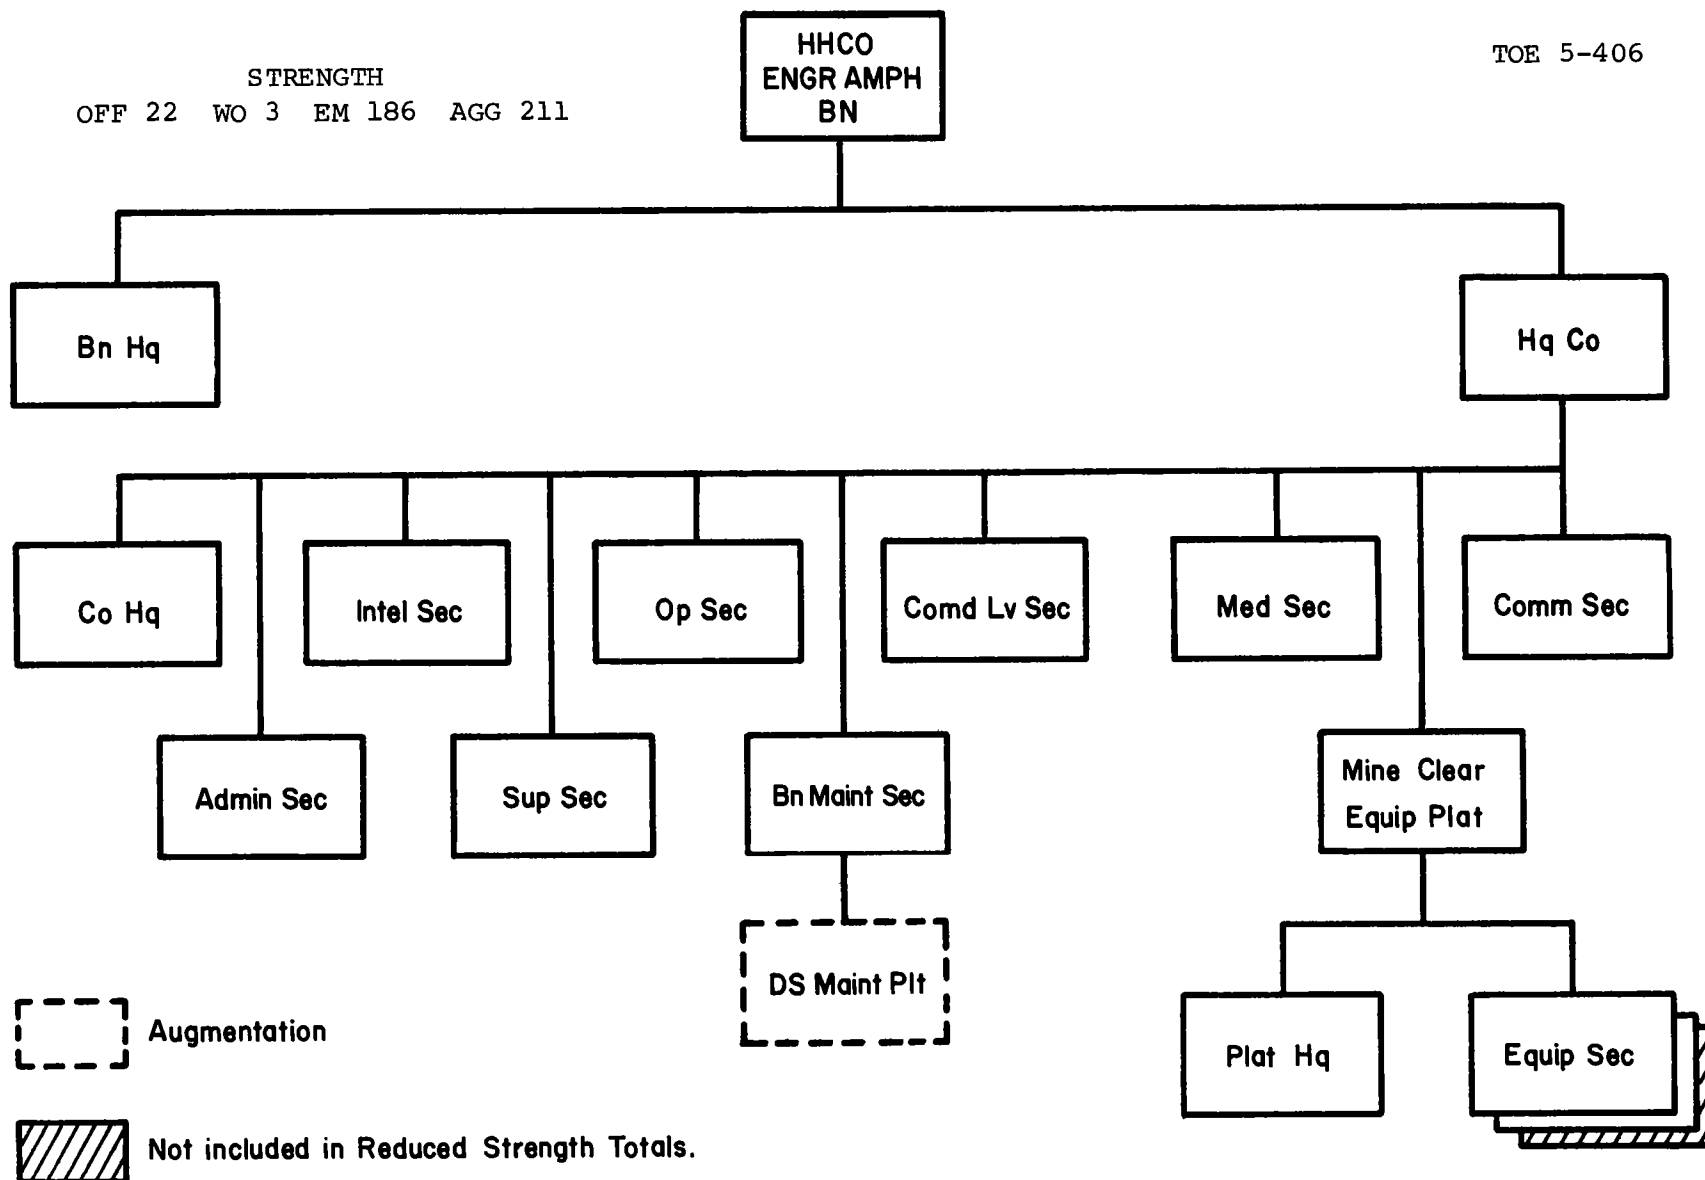 HHCO
ENGR AMPH
BN
TOE 5-406
STRENGTH
OFF 22 WO 3 EM 186 AGG 211
Bn Hq
Hq Co
Co Hq
Intel Sec
Op Sec
Comd Lv Sec
Med Sec
Comm Sec
Admin Sec
Sup Sec
Bn Maint Sec
Mine Clear
Equip Plat
DS Maint Plt
Plat Hq
Equip Sec
Augmentation
Not included in Reduced Strength Totals.